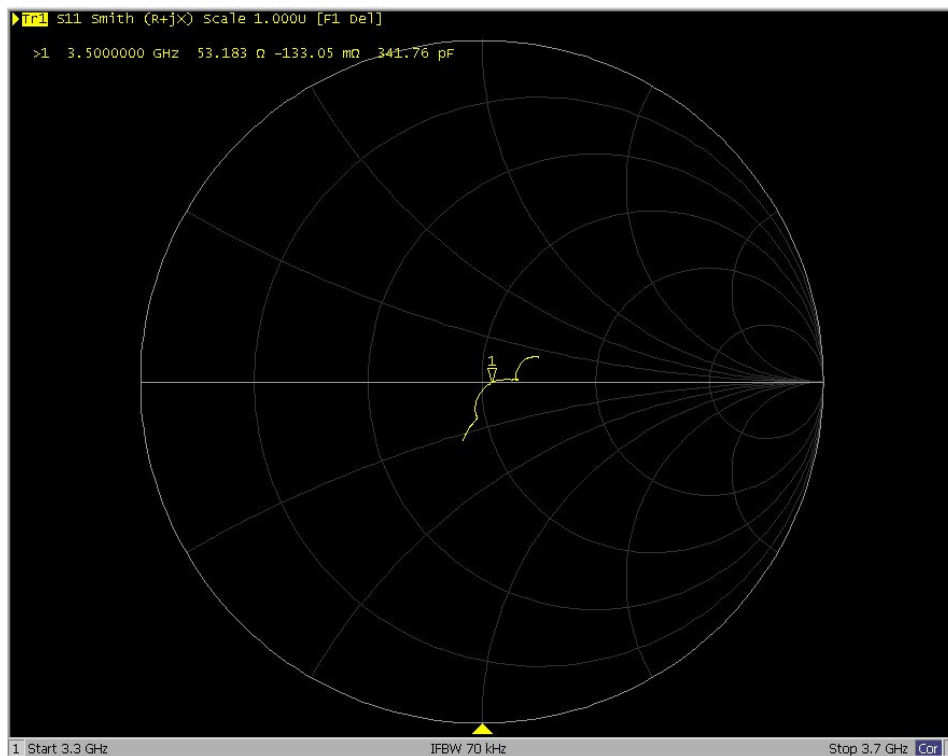 Tr1 S11 Smith (R+jX) Scale 1.000U [F1 Del]
>1 3.5000000 GHz 53.183 Ω -133.05 mΩ 341.76 pF
1
1 Start 3.3 GHz IFBW 70 kHz Stop 3.7 GHz Cor